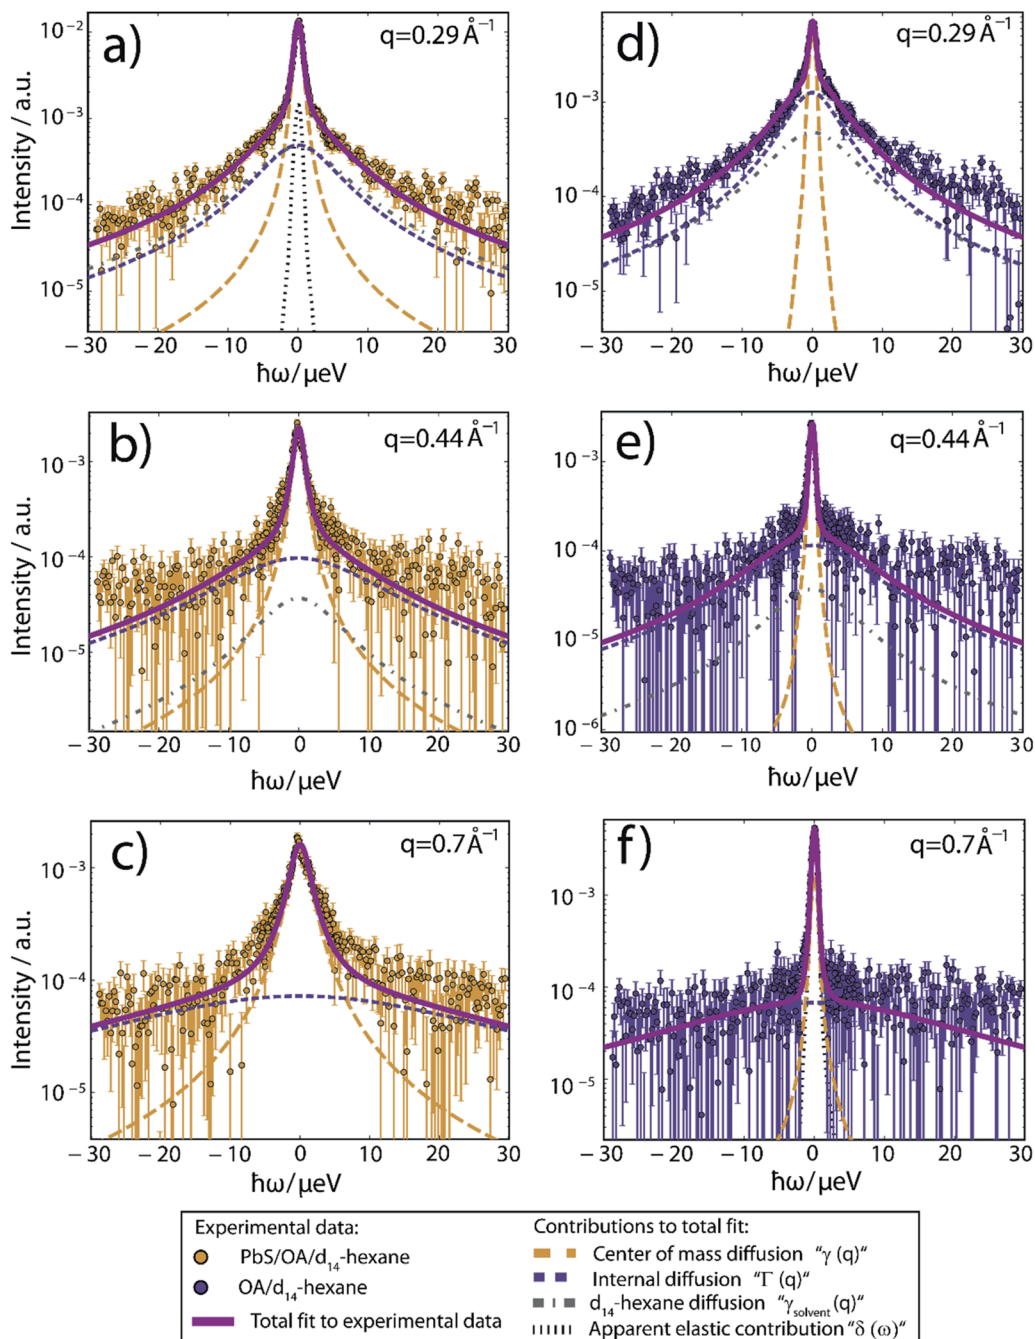 a)
q=0.29 Å⁻¹
Intensity / a.u.
10⁻²
10⁻³
10⁻⁴
10⁻⁵
−30 −20 −10 0 10 20 30
ħω/μeV
d)
q=0.29 Å⁻¹
10⁻³
10⁻⁴
10⁻⁵
−30 −20 −10 0 10 20 30
ħω/μeV
b)
q=0.44 Å⁻¹
Intensity / a.u.
10⁻³
10⁻⁴
10⁻⁵
−30 −20 −10 0 10 20 30
ħω/μeV
e)
q=0.44 Å⁻¹
10⁻³
10⁻⁴
10⁻⁵
10⁻⁶
−30 −20 −10 0 10 20 30
ħω/μeV
c)
q=0.7 Å⁻¹
Intensity / a.u.
10⁻³
10⁻⁴
10⁻⁵
−30 −20 −10 0 10 20 30
ħω/μeV
f)
q=0.7 Å⁻¹
10⁻³
10⁻⁴
10⁻⁵
−30 −20 −10 0 10 20 30
ħω/μeV
Experimental data:
PbS/OA/d₁₄-hexane
OA/d₁₄-hexane
Total fit to experimental data
Contributions to total fit:
Center of mass diffusion "γ (q)"
Internal diffusion "Γ (q)"
d₁₄-hexane diffusion "γsolvent(q)"
Apparent elastic contribution "δ (ω)"